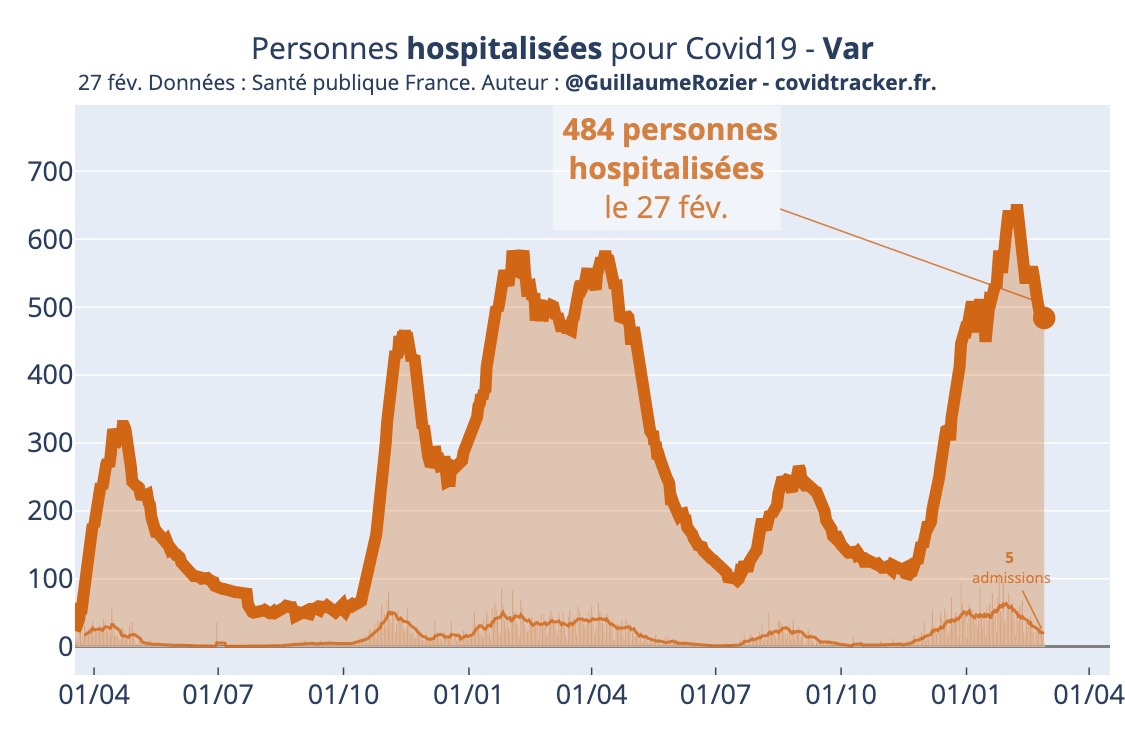 Personnes hospitalisées pour Covid19 - Var
27 fév. Données : Santé publique France. Auteur : @GuillaumeRozier - covidtracker.fr.
484 personnes
hospitalisées
le 27 fév.
700
600
500
400
300
200
100
0
5
admissions
01/04 01/07 01/10 01/01 01/04 01/07 01/10 01/01 01/04